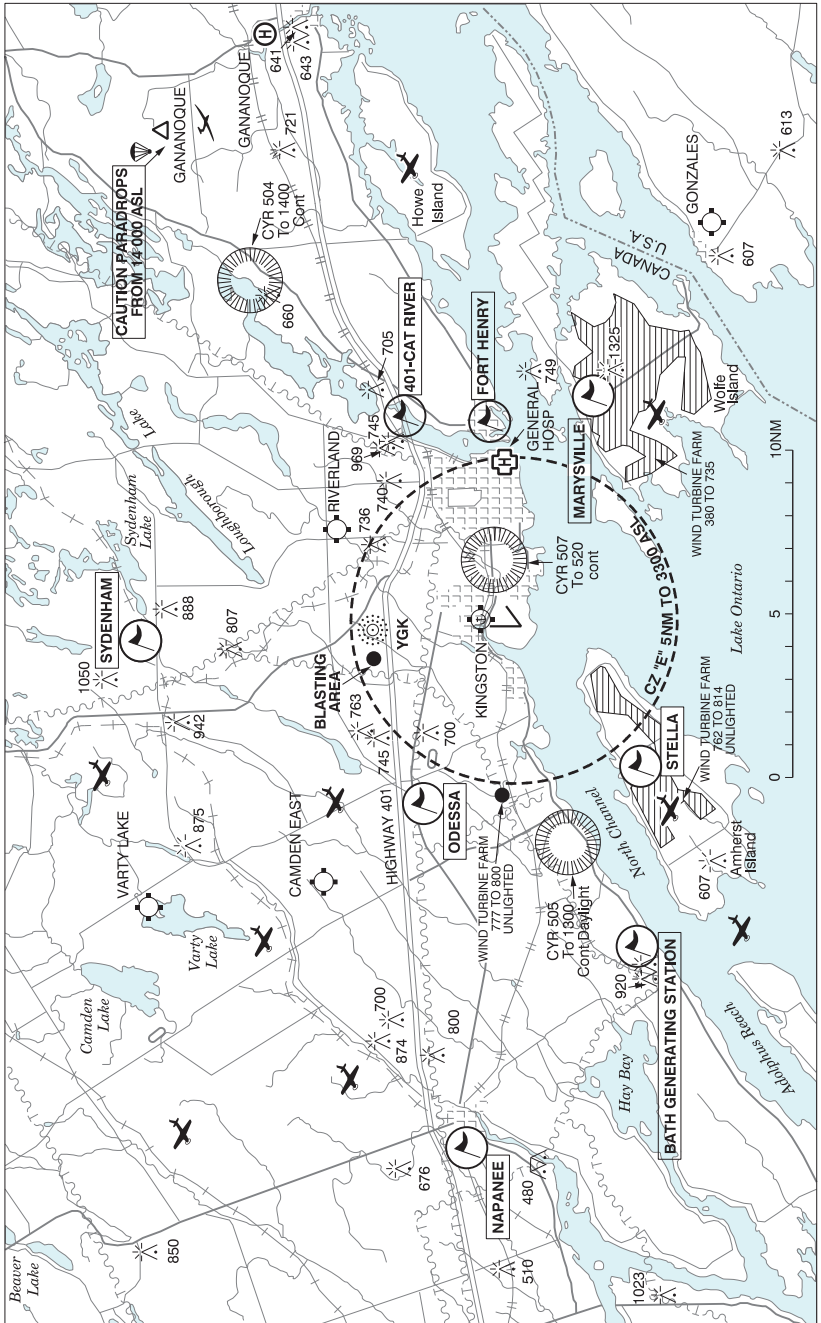 Beaver
Lake
850
676
NAPANEE
510
480
1023
Camden
Lake
VARTY LAKE
Varty
Lake
875
CAMDEN EAST
700
874
800
HIGHWAY 401
WIND TURBINE FARM
777 TO 800
UNLIGHTED
CYR 505
To 1300
Cont Daylight
920
BATH GENERATING STATION
Hay Bay
Adolphus Reach
North Channel
607
Amherst
Island
STELLA
WIND TURBINE FARM
762 TO 814
UNLIGHTED
ODESSA
SYDENHAM
1050
942
888
807
Sydenham
Lake
Loughborough
Lake
BLASTING
AREA
763
745
700
YGK
KINGSTON
736
740
RIVERLAND
969
745
705
401-CAT RIVER
FORT HENRY
GENERAL
HOSP
H
749
CYR 507
To 520
cont
CZ "E" 5NM TO 3300 ASL
MARYSVILLE
1325
Wolfe
Island
WIND TURBINE FARM
380 TO 735
Lake Ontario
0
5
10NM
CAUTION PARADROPS
FROM 14 000 ASL
GANANOQUE
GANANOQUE
H
641
643
721
CYR 504
To 1400
Cont
660
Howe
Island
CANADA
U.S.A.
GONZALES
607
613